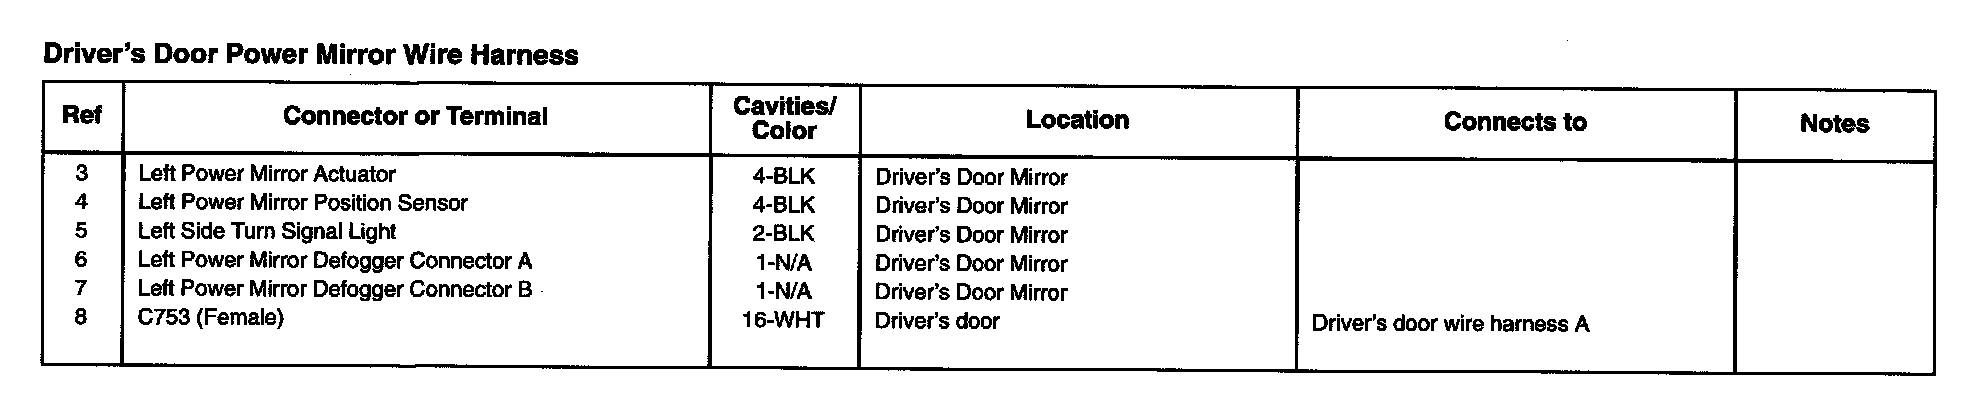 Driver's Door Power Mirror Wire Harness
Ref Connector or Terminal Cavities/ Color Location Connects to Notes
3 Left Power Mirror Actuator 4-BLK Driver's Door Mirror
4 Left Power Mirror Position Sensor 4-BLK Driver's Door Mirror
5 Left Side Turn Signal Light 2-BLK Driver's Door Mirror
6 Left Power Mirror Defogger Connector A 1-N/A Driver's Door Mirror
7 Left Power Mirror Defogger Connector B 1-N/A Driver's Door Mirror
8 C753 (Female) 16-WHT Driver's door Driver's door wire harness A